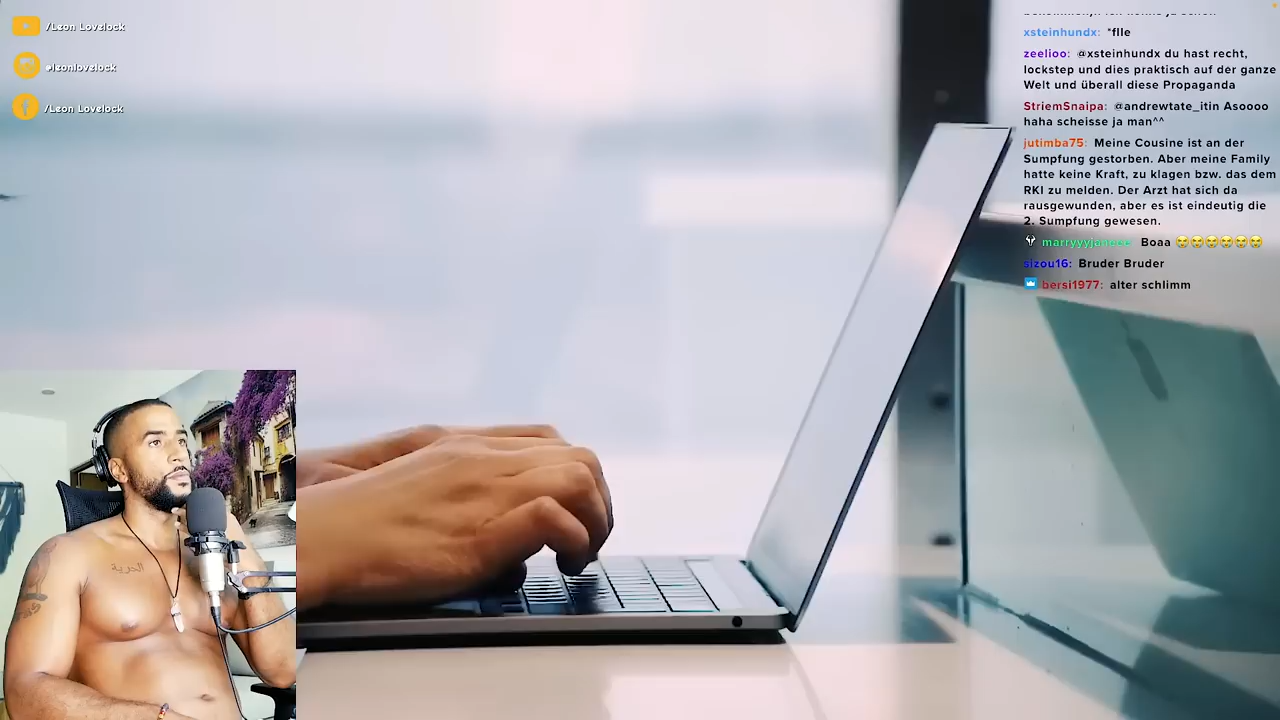 /Leon Lovelock
@leonlovelock
/Leon Lovelock
xsteinhundx: *flle
zeelioo: @xsteinhundx du hast recht,
lockstep und dies praktisch auf der ganze
Welt und überall diese Propaganda
StriemSnaipa: @andrewtate_itin Asoooo
haha scheisse ja man^^
jutimba75: Meine Cousine ist an der
Sumpfung gestorben. Aber meine Family
hatte keine Kraft, zu klagen bzw. das dem
RKI zu melden. Der Arzt hat sich da
rausgewunden, aber es ist eindeutig die
2. Sumpfung gewesen.
Boaa 😂😂😂😂😂😂
sizou16: Bruder Bruder
bersi1977: alter schlimm
الحرية